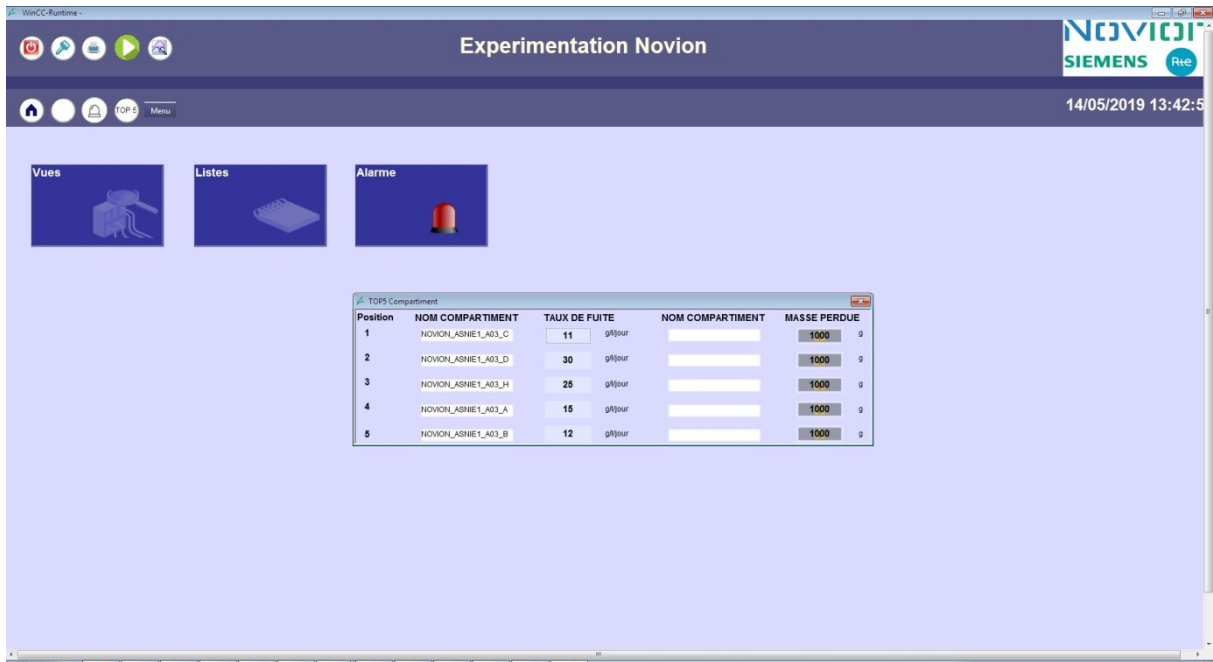 WinCC-Runtime -
Experimentation Novion
NOVION
SIEMENS Rte
TOP 5 Menu
14/05/2019 13:42:5
Vues Listes Alarme
TOP5 Compartiment
Position NOM COMPARTIMENT TAUX DE FUITE NOM COMPARTIMENT MASSE PERDUE
1 NOVION_ASNIE1_A03_C 11 g/l/jour 1000 g
2 NOVION_ASNIE1_A03_D 30 g/l/jour 1000 g
3 NOVION_ASNIE1_A03_H 25 g/l/jour 1000 g
4 NOVION_ASNIE1_A03_A 15 g/l/jour 1000 g
5 NOVION_ASNIE1_A03_B 12 g/l/jour 1000 g